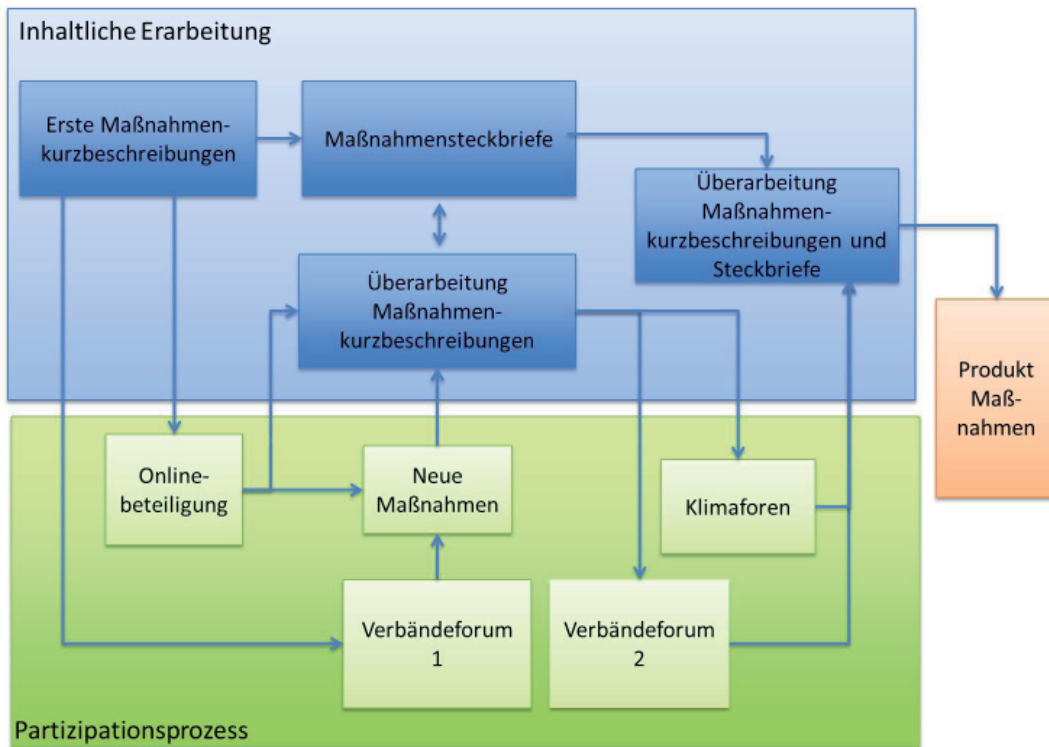 Inhaltliche Erarbeitung
Erste Maßnahmen-
kurzbeschreibungen
Maßnahmensteckbriefe
Überarbeitung
Maßnahmen-
kurzbeschreibungen und
Steckbriefe
Überarbeitung
Maßnahmen-
kurzbeschreibungen
Produkt
Maß-
nahmen
Online-
beteiligung
Neue
Maßnahmen
Klimaforen
Verbändeforum
1
Verbändeforum
2
Partizipationsprozess